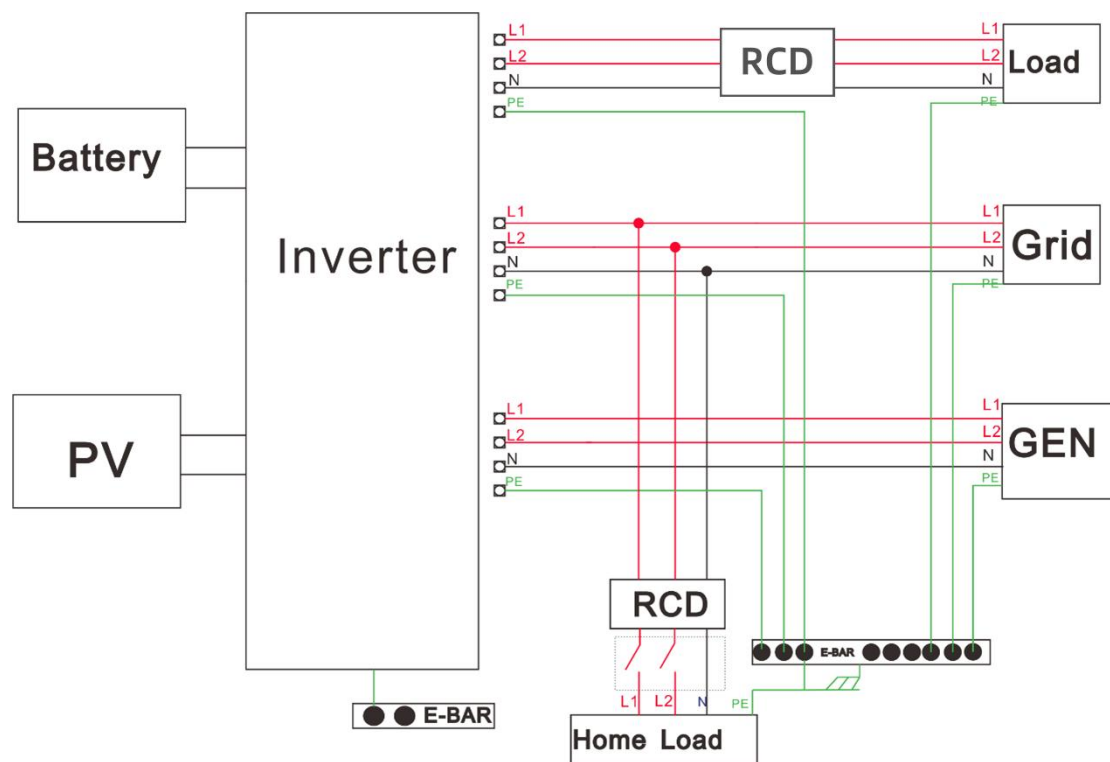 L1
L2
N
PE
RCD
L1
L2
N
PE
Load
Battery
Inverter
L1
L2
N
PE
L1
L2
N
PE
Grid
PV
L1
L2
N
PE
L1
L2
N
PE
GEN
RCD
E-BAR
L1
L2
N
PE
E-BAR
Home Load